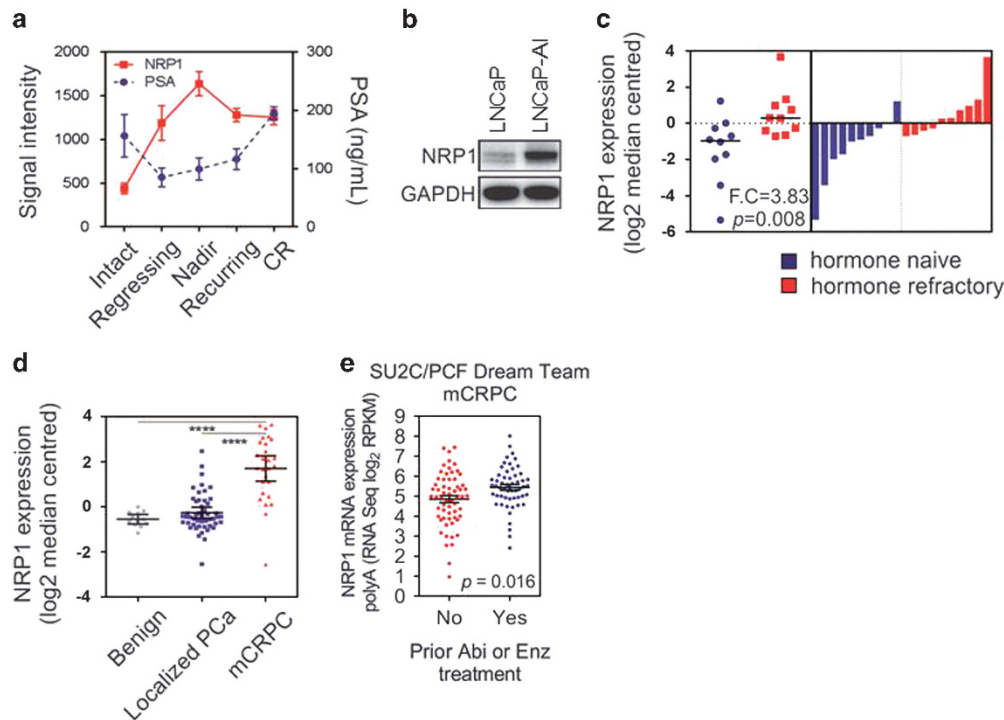 a
2000
1500
1000
500
0
Signal intensity
NRP1
PSA
300
200
100
0
PSA (ng/mL)
Intact
Regressing
Nadir
Recurring
CR
b
LNCaP
LNCaP-AI
NRP1
GAPDH
c
NRP1 expression
(log2 median centred)
4
2
0
-2
-4
-6
F.C=3.83
p=0.008
hormone naive
hormone refractory
d
NRP1 expression
(log2 median centred)
4
2
0
-2
-4
****
****
Benign
Localized PCa
mCRPC
e
SU2C/PCF Dream Team
mCRPC
NRP1 mRNA expression
polyA (RNA Seq log2 RPKM)
9
8
7
6
5
4
3
2
1
0
p = 0.016
No Yes
Prior Abi or Enz
treatment